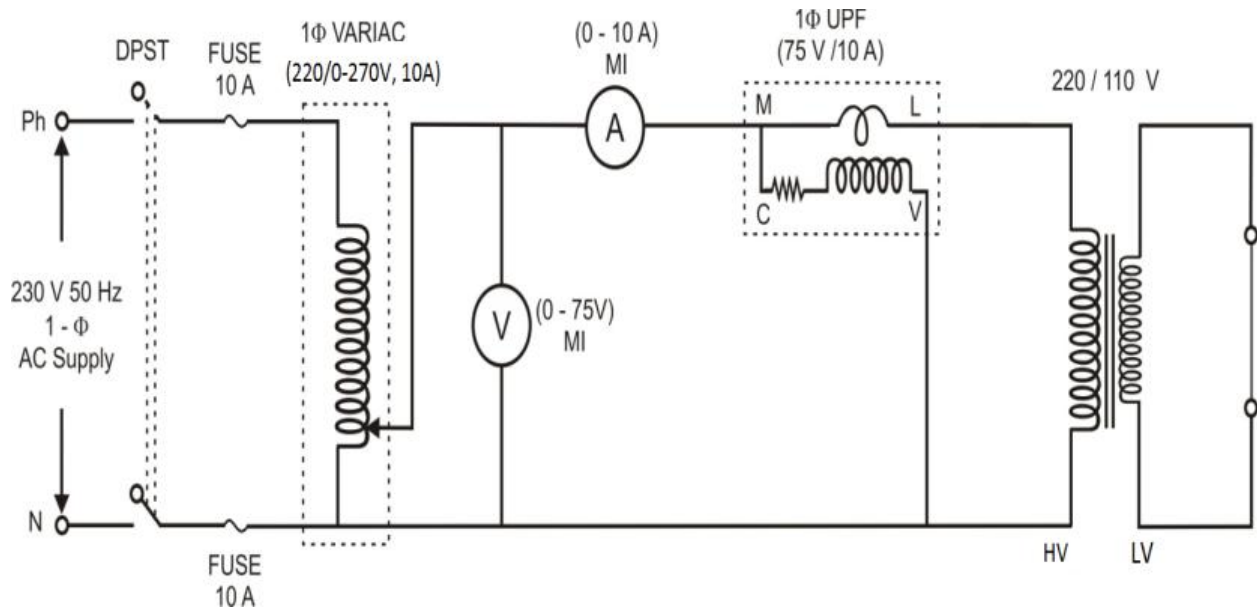 DPST
FUSE
10 A
1Φ VARIAC
(220/0-270V, 10A)
(0 - 10 A)
MI
1Φ UPF
(75 V /10 A)
220 / 110 V
Ph
A
M
L
C
V
230 V 50 Hz
1 - Φ
AC Supply
V
(0 - 75V)
MI
N
FUSE
10 A
HV
LV